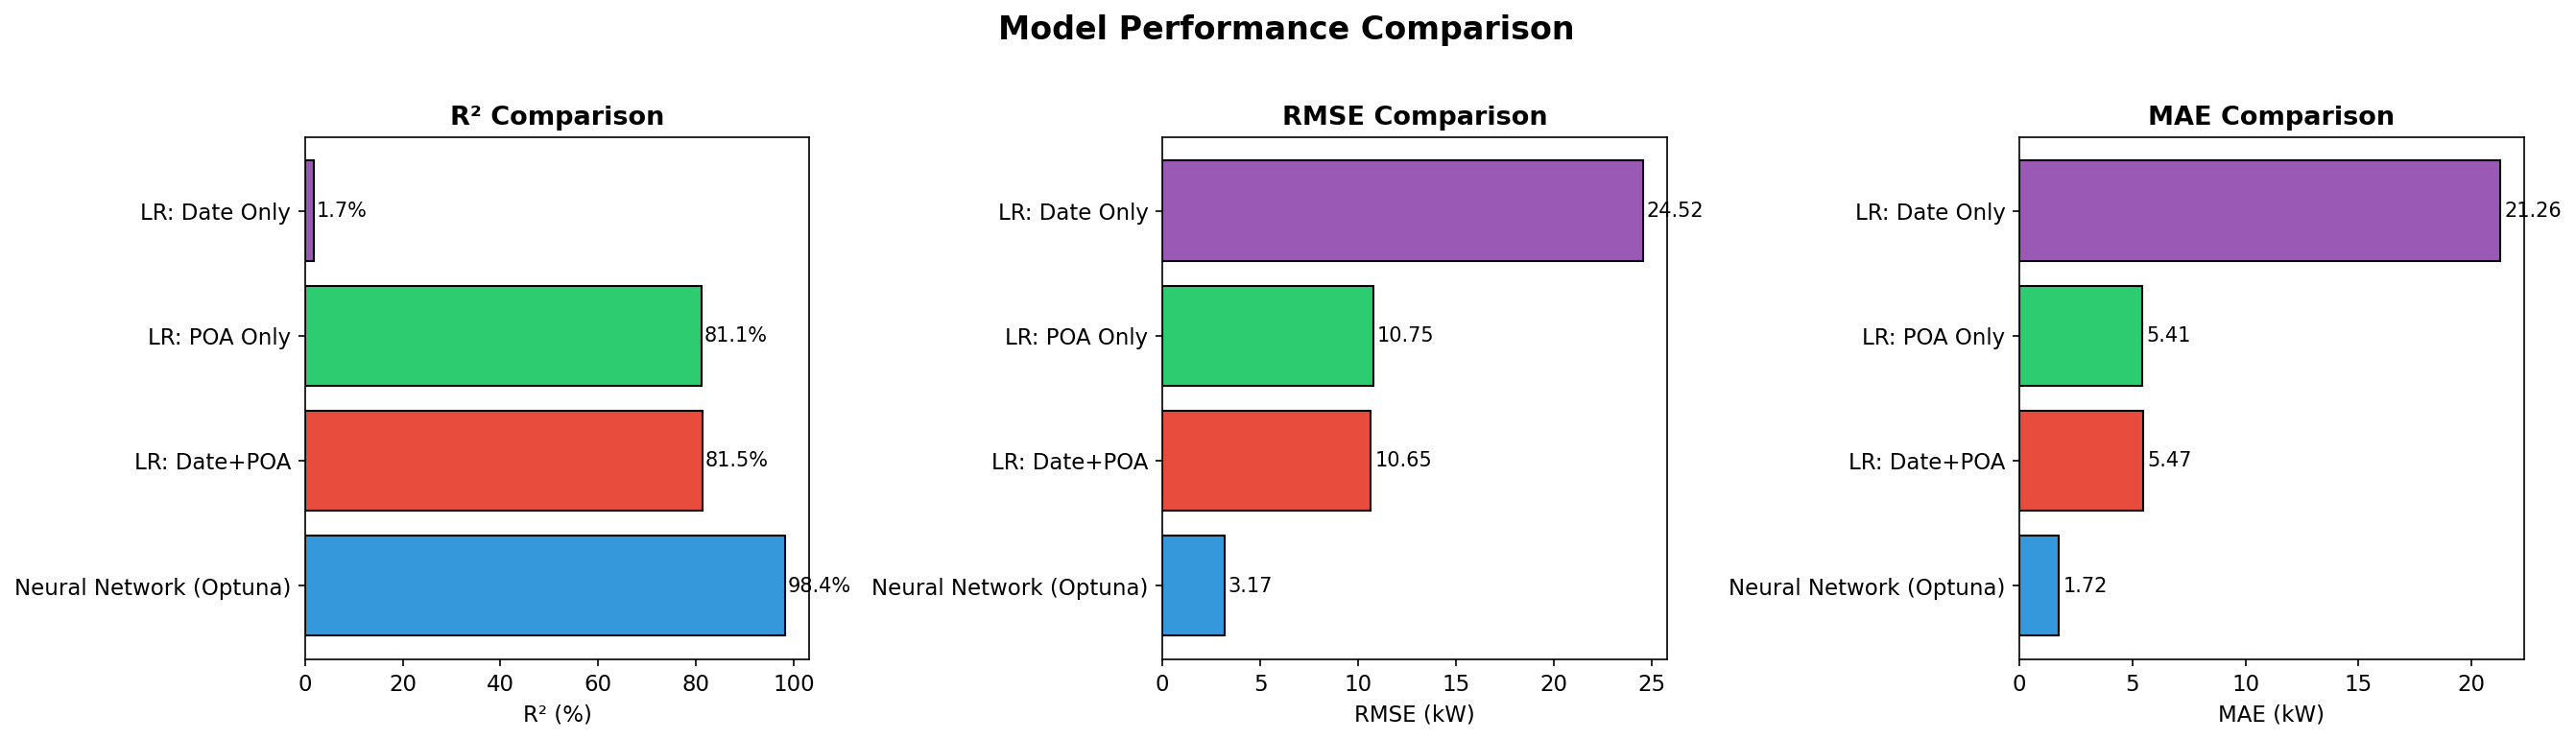 Model Performance Comparison
R² Comparison
LR: Date Only
1.7%
LR: POA Only
81.1%
LR: Date+POA
81.5%
Neural Network (Optuna)
98.4%
0 20 40 60 80 100
R² (%)
RMSE Comparison
LR: Date Only
24.52
LR: POA Only
10.75
LR: Date+POA
10.65
Neural Network (Optuna)
3.17
0 5 10 15 20 25
RMSE (kW)
MAE Comparison
LR: Date Only
21.26
LR: POA Only
5.41
LR: Date+POA
5.47
Neural Network (Optuna)
1.72
0 5 10 15 20
MAE (kW)